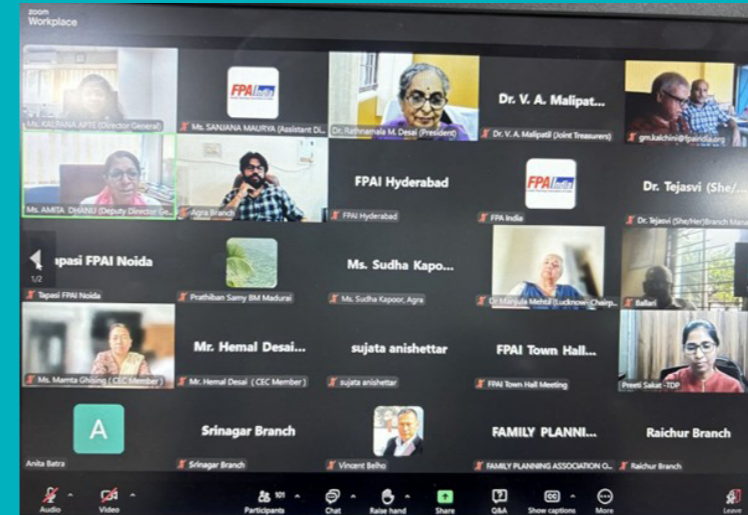 zoom
Workplace
Ms. KALPANA APTE (Director General)
FPAIndia
Ms. SANJANA MAURYA (Assistant Di...
Dr. Rathnamala M. Desai (President)
Dr. V. A. Malipat...
Dr. V. A. Malipatil (Joint Treasurers)
gm.kalchini@fpaindia.org
Ms. AMITA DHANU (Deputy Director Ge...
Agra Branch
FPAI Hyderabad
FPAI Hyderabad
FPAIndia
FPA India
Dr. Tejasvi (She/...
Dr. Tejasvi (She/Her)Branch Mana
1/2
Tapasi FPAI Noida
Tapasi FPAI Noida
Prathiban Samy BM Madurai
Ms. Sudha Kapo...
Ms. Sudha Kapoor, Agra
Dr Manjula Mehta (Lucknow- Chairp...
Ballari
Ms. Mamta Ghising ( CEC Member )
Mr. Hemal Desai...
Mr. Hemal Desai ( CEC Member )
sujata anishettar
sujata anishettar
FPAI Town Hall...
FPAI Town Hall Meeting
Preeti Sakat -TDP
A
Anita Batra
Srinagar Branch
Srinagar Branch
Vincent Belho
FAMILY PLANNI...
FAMILY PLANNING ASSOCIATION O...
Raichur Branch
Raichur Branch
Audio
Video
101
Participants
Chat
Raise hand
Share
Q&A
CC
Show captions
More
Leave